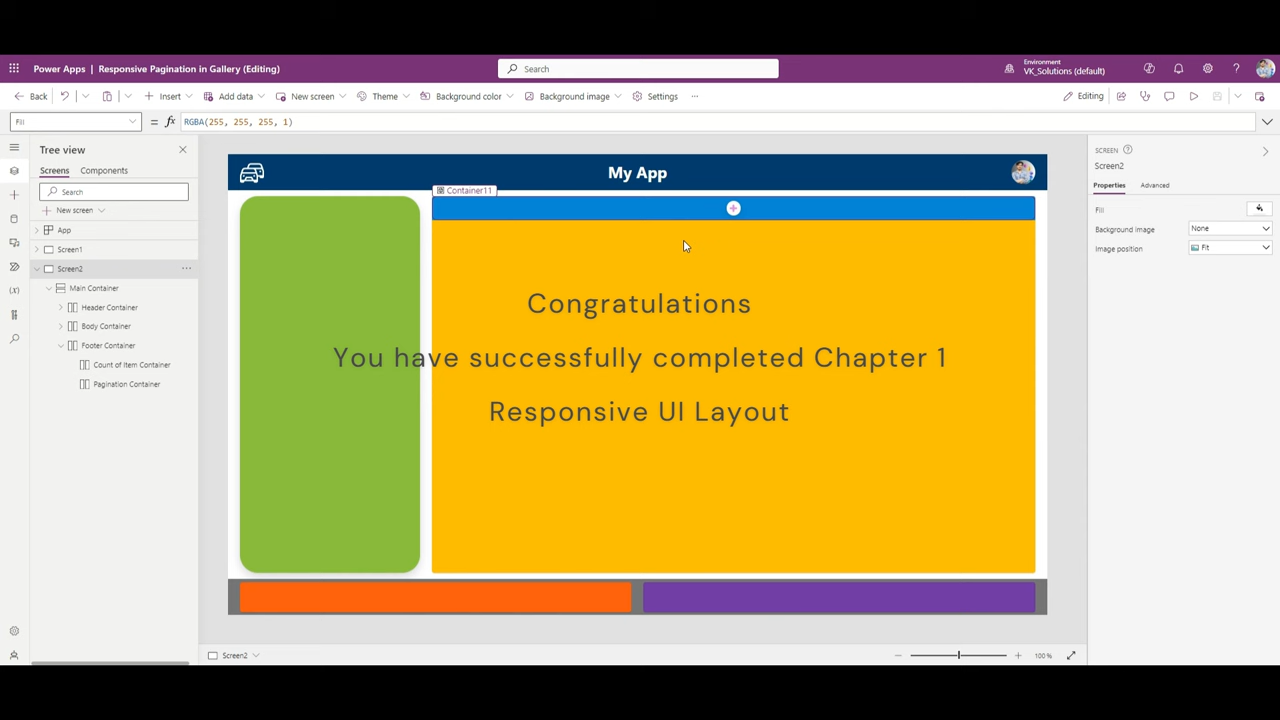 Power Apps | Responsive Pagination in Gallery (Editing)
Search
Environment
VK_Solutions (default)
Back
Insert
Add data
New screen
Theme
Background color
Background image
Settings
Editing
Fill
= fx RGBA(255, 255, 255, 1)
Tree view
Screens
Components
Search
New screen
App
Screen1
Screen2
Main Container
Header Container
Body Container
Footer Container
Count of Item Container
Pagination Container
My App
Container11
Congratulations
You have successfully completed Chapter 1
Responsive UI Layout
SCREEN
Screen2
Properties
Advanced
Fill
Background image
None
Image position
Fit
Screen2
100 %